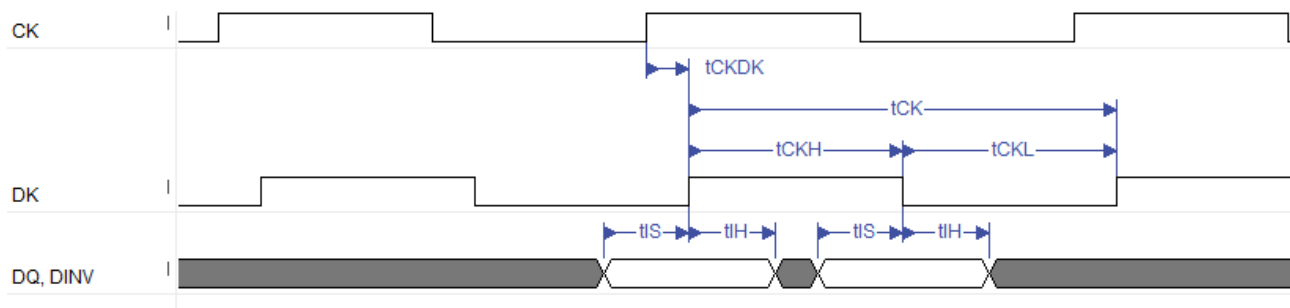 CK
tCKDK
tCK
tCKH tCKL
DK
tIS tIH tIS tIH
DQ, DINV